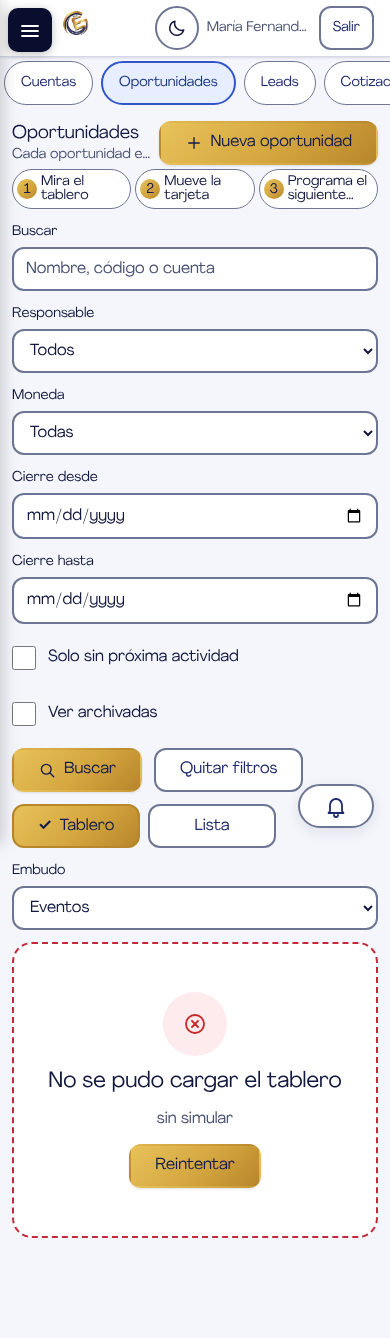 María Fernand...
Salir
Cuentas
Oportunidades
Leads
Cotizac
Oportunidades
Cada oportunidad e...
Nueva oportunidad
1 Mira el
tablero
2 Mueve la
tarjeta
3 Programa el
siguiente...
Buscar
Nombre, código o cuenta
Responsable
Todos
Moneda
Todas
Cierre desde
mm/dd/yyyy
Cierre hasta
mm/dd/yyyy
Solo sin próxima actividad
Ver archivadas
Buscar
Quitar filtros
Tablero
Lista
Embudo
Eventos
No se pudo cargar el tablero
sin simular
Reintentar